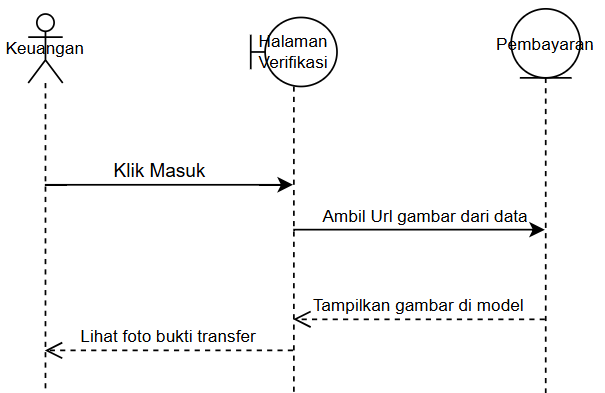 Keuangan
Halaman
Verifikasi
Pembayaran
Klik Masuk
Ambil Url gambar dari data
Tampilkan gambar di model
Lihat foto bukti transfer